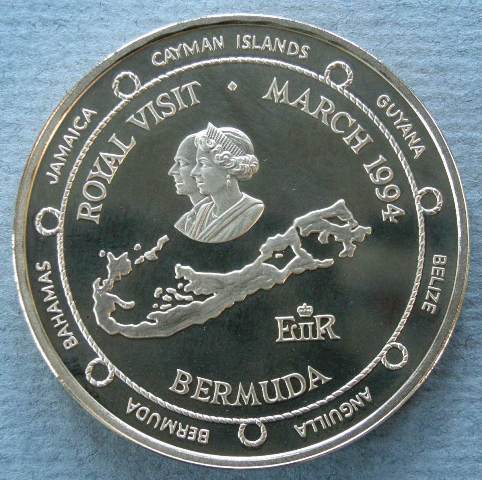 CAYMAN ISLANDS
GUYANA
BELIZE
ANGUILLA
BERMUDA
BAHAMAS
JAMAICA
ROYAL VISIT · MARCH 1994
EIIR
BERMUDA